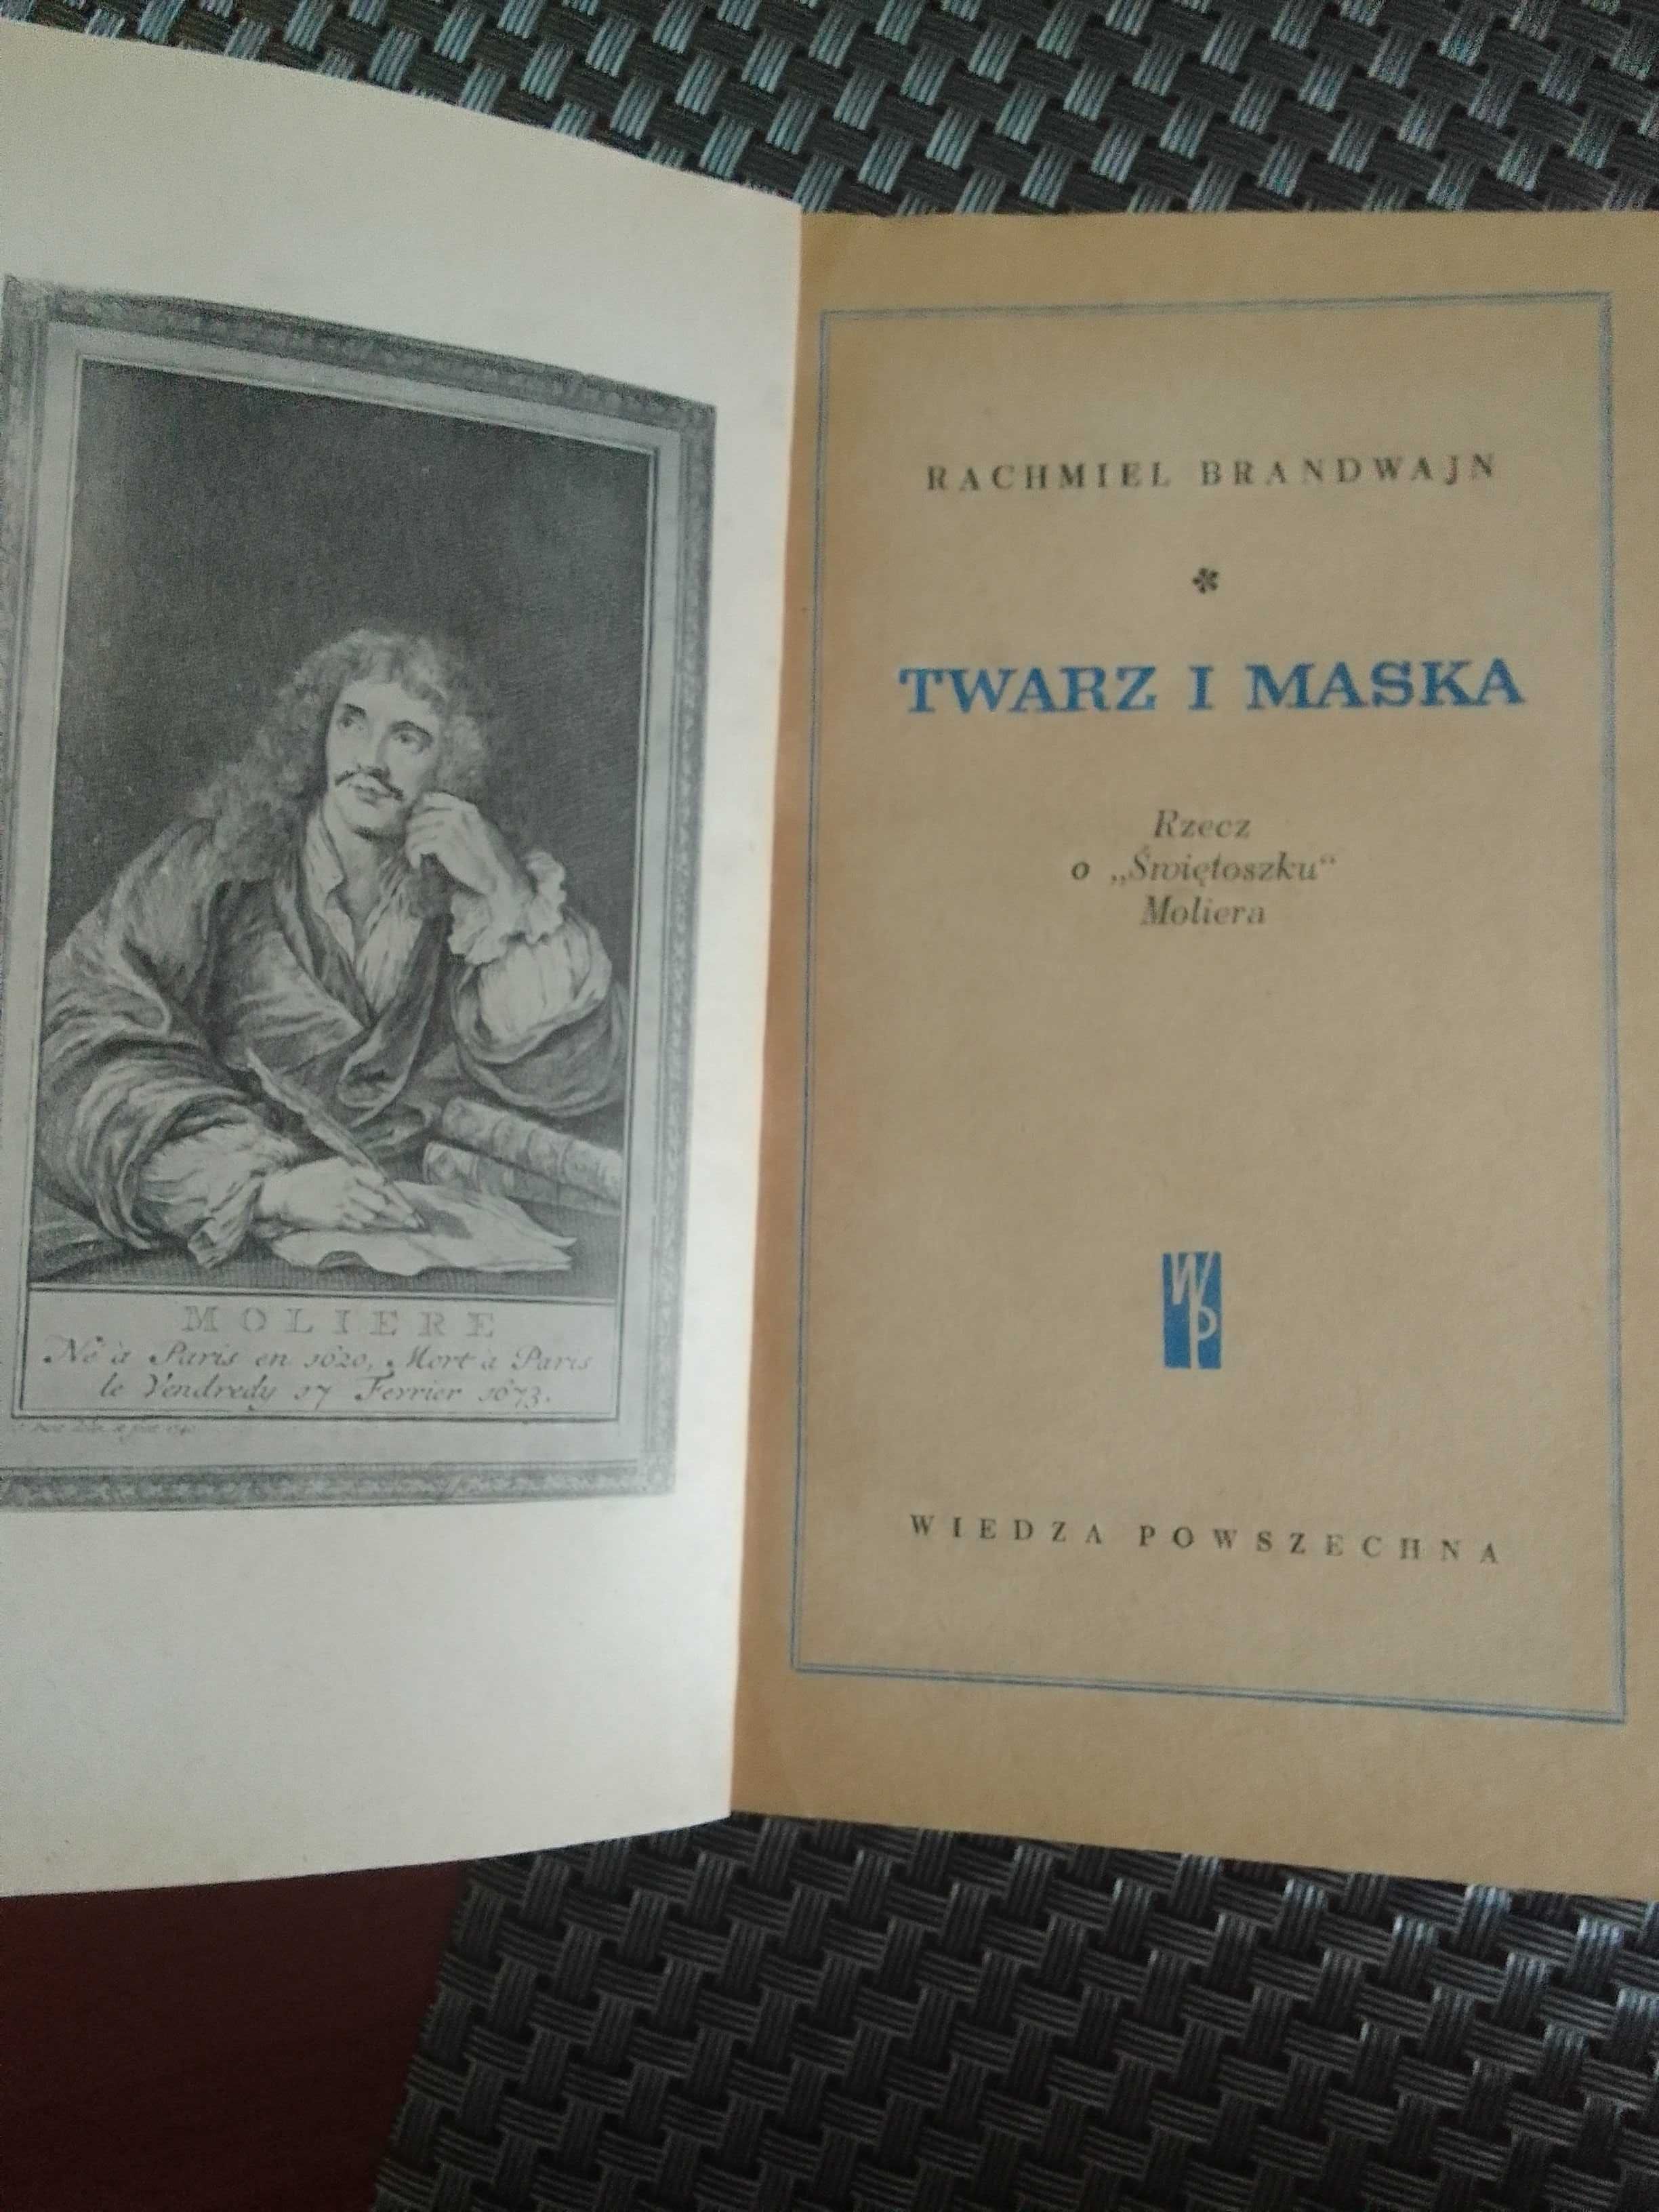 MOLIERE
Né à Paris en 1620, Mort à Paris
le Vendredy 17 Fevrier 1673.
RACHMIEL BRANDWAJN
*
TWARZ I MASKA
Rzecz
o „Świętoszku“
Moliera
WP
WIEDZA POWSZECHNA